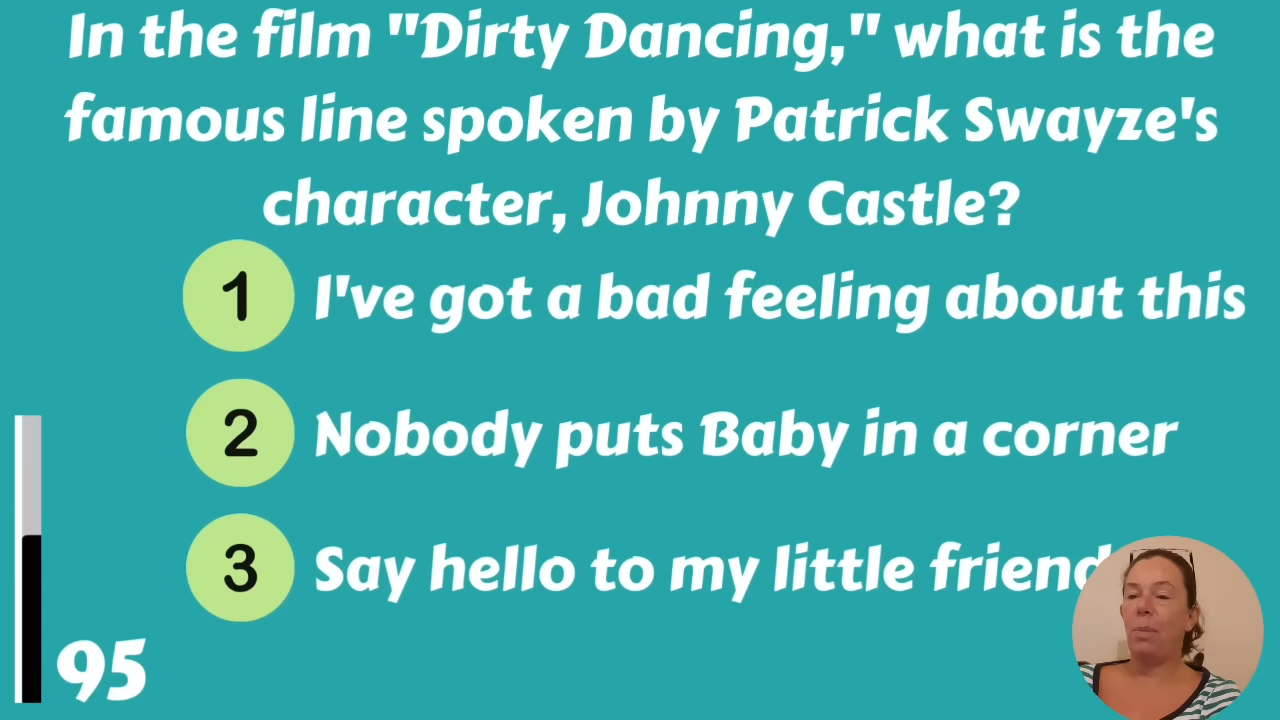 In the film "Dirty Dancing," what is the
famous line spoken by Patrick Swayze's
character, Johnny Castle?
1 I've got a bad feeling about this
2 Nobody puts Baby in a corner
3 Say hello to my little friend
95